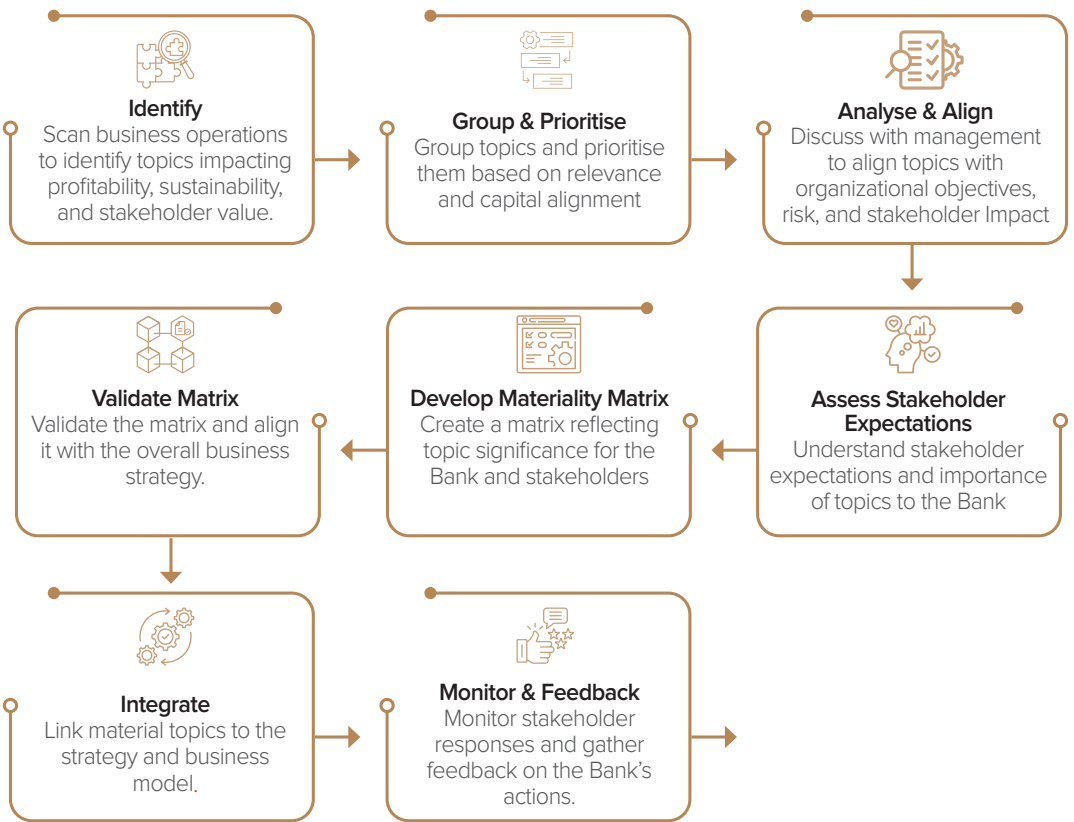 Identify
Scan business operations
to identify topics impacting
profitability, sustainability,
and stakeholder value.
Group & Prioritise
Group topics and prioritise
them based on relevance
and capital alignment
Analyse & Align
Discuss with management
to align topics with
organizational objectives,
risk, and stakeholder Impact
Assess Stakeholder
Expectations
Understand stakeholder
expectations and importance
of topics to the Bank
Develop Materiality Matrix
Create a matrix reflecting
topic significance for the
Bank and stakeholders
Validate Matrix
Validate the matrix and align
it with the overall business
strategy.
Integrate
Link material topics to the
strategy and business
model.
Monitor & Feedback
Monitor stakeholder
responses and gather
feedback on the Bank's
actions.